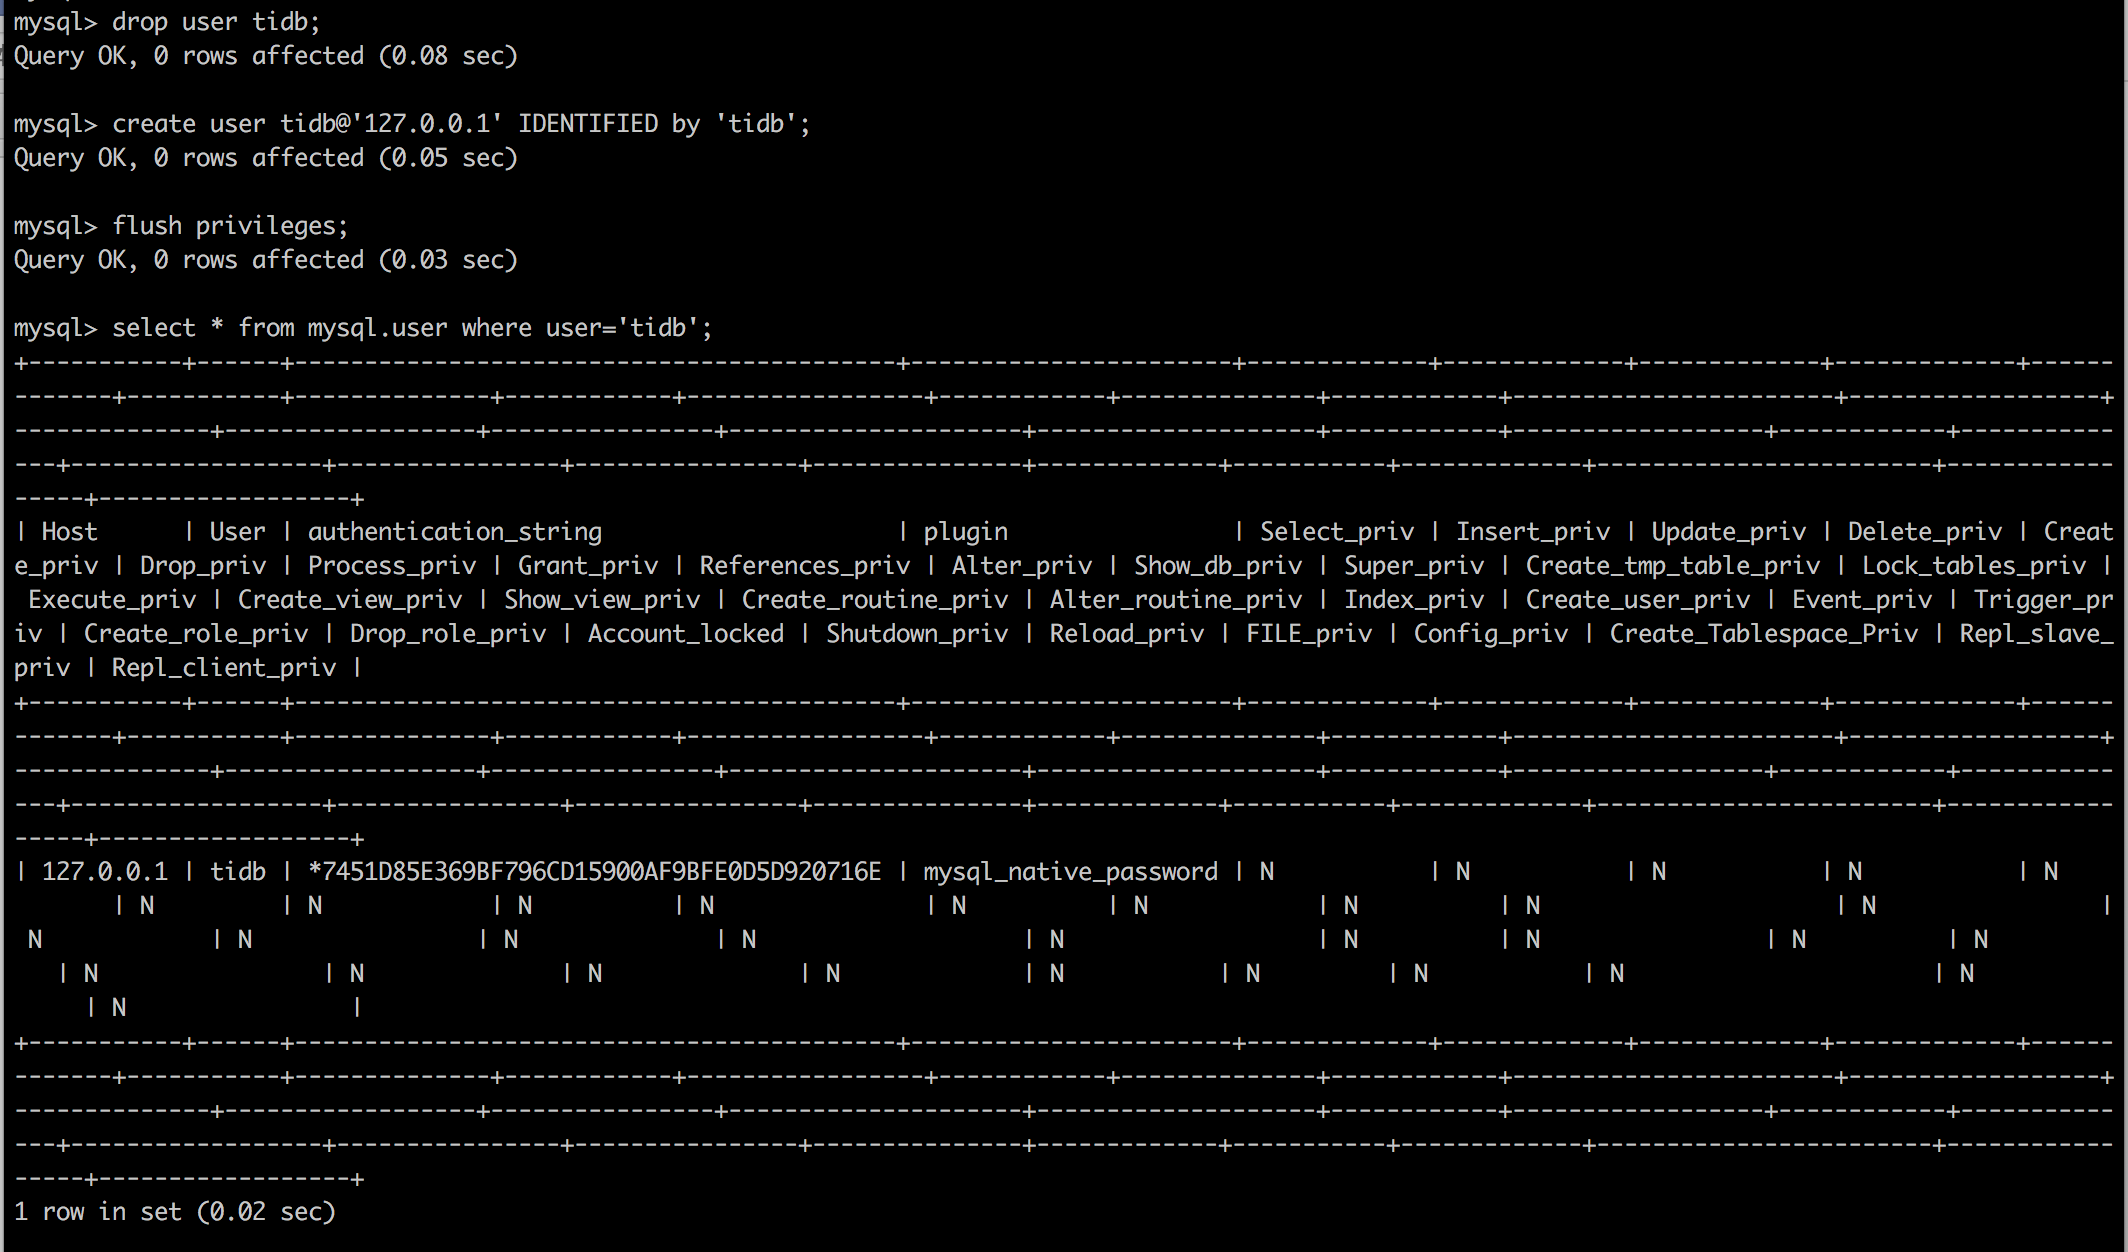 mysql> drop user tidb;
Query OK, 0 rows affected (0.08 sec)
mysql> create user tidb@'127.0.0.1' IDENTIFIED by 'tidb';
Query OK, 0 rows affected (0.05 sec)
mysql> flush privileges;
Query OK, 0 rows affected (0.03 sec)
mysql> select * from mysql.user where user='tidb';
| Host | User | authentication_string | plugin | Select_priv | Insert_priv | Update_priv | Delete_priv | Creat
e_priv | Drop_priv | Process_priv | Grant_priv | References_priv | Alter_priv | Show_db_priv | Super_priv | Create_tmp_table_priv | Lock_tables_priv |
Execute_priv | Create_view_priv | Show_view_priv | Create_routine_priv | Alter_routine_priv | Index_priv | Create_user_priv | Event_priv | Trigger_pr
iv | Create_role_priv | Drop_role_priv | Account_locked | Shutdown_priv | Reload_priv | FILE_priv | Config_priv | Create_Tablespace_Priv | Repl_slave_
priv | Repl_client_priv |
| 127.0.0.1 | tidb | *7451D85E369BF796CD15900AF9BFE0D5D920716E | mysql_native_password | N | N | N | N | N
| N | N | N | N | N | N | N | N | N |
N | N | N | N | N | N | N | N | N
| N | N | N | N | N | N | N | N | N
| N |
1 row in set (0.02 sec)